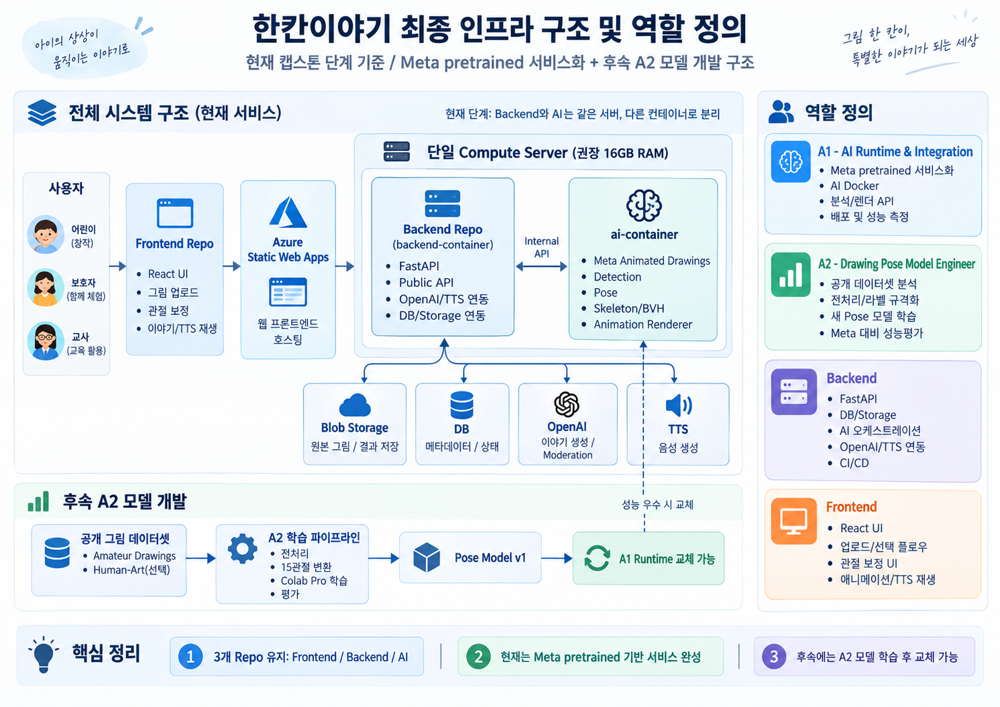 아이의 상상이
움직이는 이야기로
한칸이야기 최종 인프라 구조 및 역할 정의
현재 캡스톤 단계 기준 / Meta pretrained 서비스화 + 후속 A2 모델 개발 구조
그림 한 칸이,
특별한 이야기가 되는 세상
전체 시스템 구조 (현재 서비스)
현재 단계: Backend와 AI는 같은 서버, 다른 컨테이너로 분리
사용자
어린이
(창작)
보호자
(함께 체험)
교사
(교육 활용)
Frontend Repo
• React UI
• 그림 업로드
• 관절 보정
• 이야기/TTS 재생
Azure
Static Web Apps
웹 프론트엔드
호스팅
단일 Compute Server (권장 16GB RAM)
Backend Repo
(backend-container)
• FastAPI
• Public API
• OpenAI/TTS 연동
• DB/Storage 연동
Internal
API
ai-container
• Meta Animated Drawings
• Detection
• Pose
• Skeleton/BVH
• Animation Renderer
Blob Storage
원본 그림 / 결과 저장
DB
메타데이터 / 상태
OpenAI
이야기 생성 /
Moderation
TTS
음성 생성
후속 A2 모델 개발
성능 우수 시 교체
공개 그림 데이터셋
• Amateur Drawings
• Human-Art(선택)
A2 학습 파이프라인
• 전처리
• 15관절 변환
• Colab Pro 학습
• 평가
Pose Model v1
A1 Runtime 교체 가능
역할 정의
A1 - AI Runtime & Integration
• Meta pretrained 서비스화
• AI Docker
• 분석/렌더 API
• 배포 및 성능 측정
A2 - Drawing Pose Model Engineer
• 공개 데이터셋 분석
• 전처리/라벨 규격화
• 새 Pose 모델 학습
• Meta 대비 성능평가
Backend
• FastAPI
• DB/Storage
• AI 오케스트레이션
• OpenAI/TTS 연동
• CI/CD
Frontend
• React UI
• 업로드/선택 플로우
• 관절 보정 UI
• 애니메이션/TTS 재생
핵심 정리
1 3개 Repo 유지: Frontend / Backend / AI
2 현재는 Meta pretrained 기반 서비스 완성
3 후속에는 A2 모델 학습 후 교체 가능